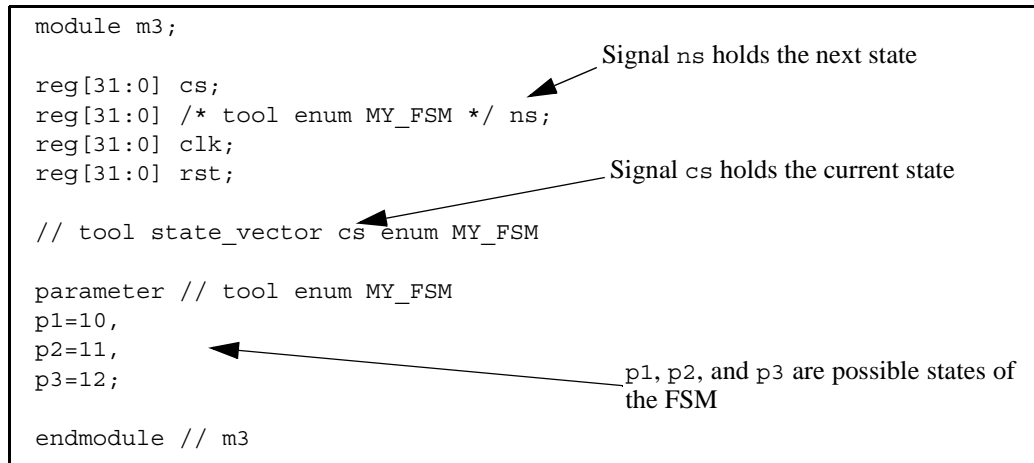 module m3;
Signal ns holds the next state
reg[31:0] cs;
reg[31:0] /* tool enum MY_FSM */ ns;
reg[31:0] clk;
reg[31:0] rst;
Signal cs holds the current state
// tool state_vector cs enum MY_FSM
parameter // tool enum MY_FSM
p1=10,
p2=11,
p3=12;
p1, p2, and p3 are possible states of
the FSM
endmodule // m3